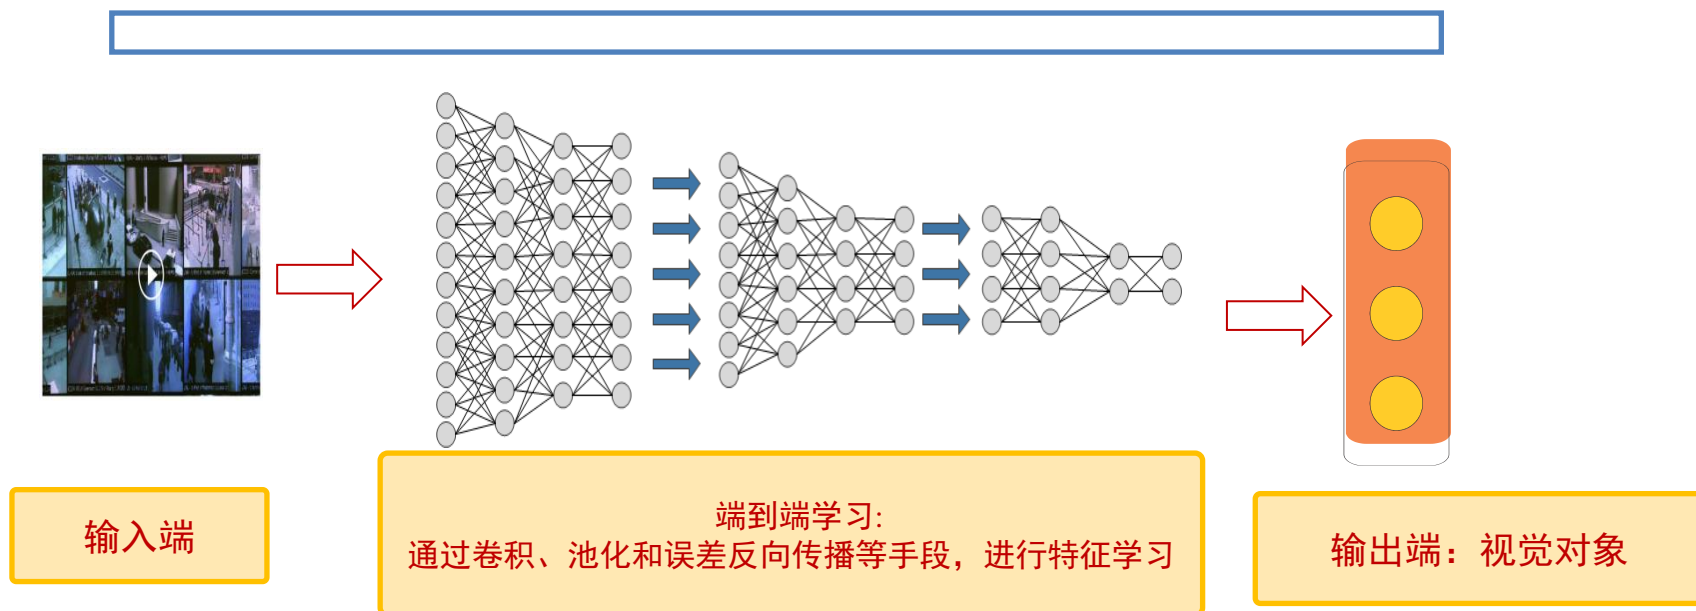 输入端
端到端学习:
通过卷积、池化和误差反向传播等手段，进行特征学习
输出端：视觉对象